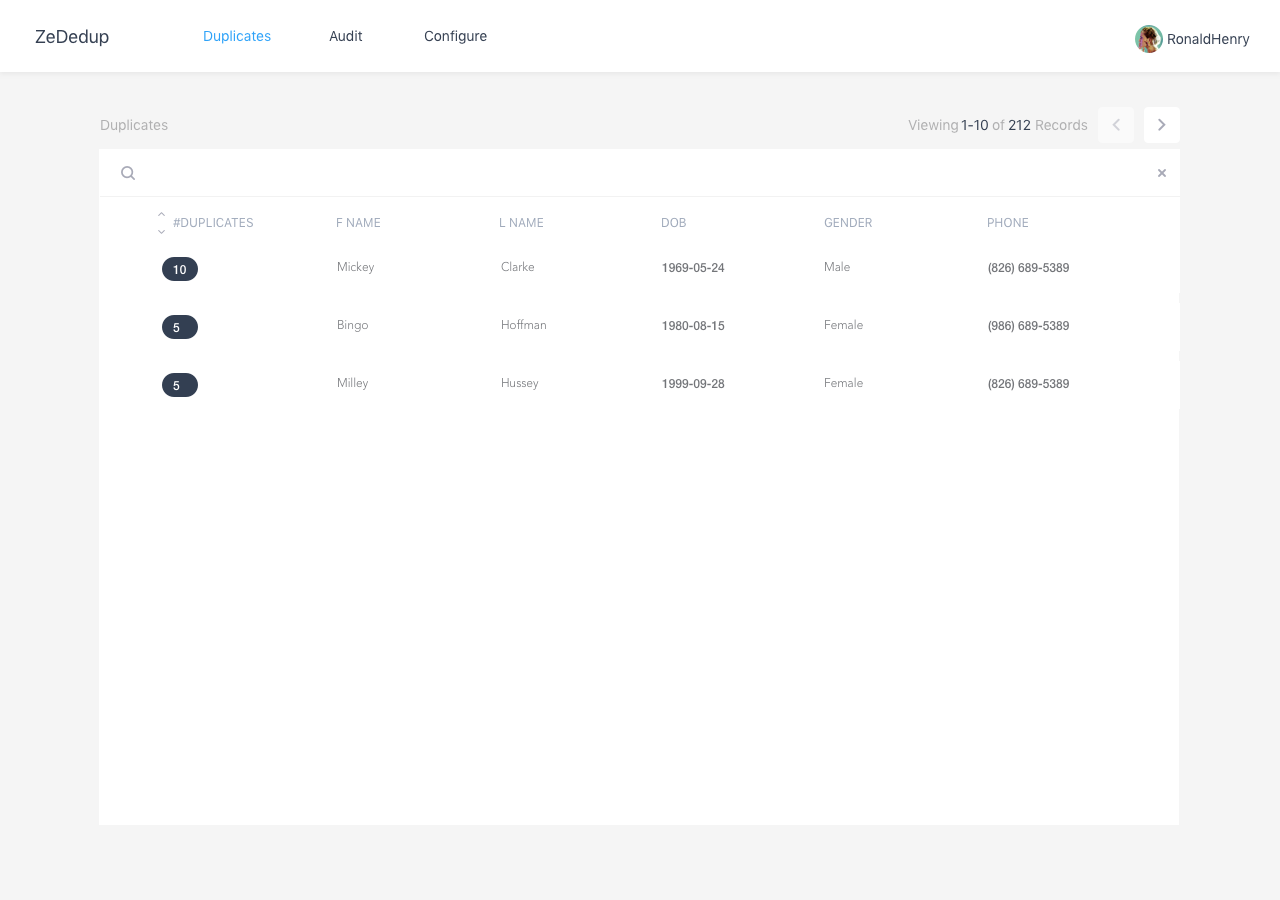 ZeDedup Duplicates Audit Configure RonaldHenry
Duplicates Viewing 1-10 of 212 Records
#DUPLICATES F NAME L NAME DOB GENDER PHONE
10 Mickey Clarke 1969-05-24 Male (826) 689-5389
5 Bingo Hoffman 1980-08-15 Female (986) 689-5389
5 Milley Hussey 1999-09-28 Female (826) 689-5389